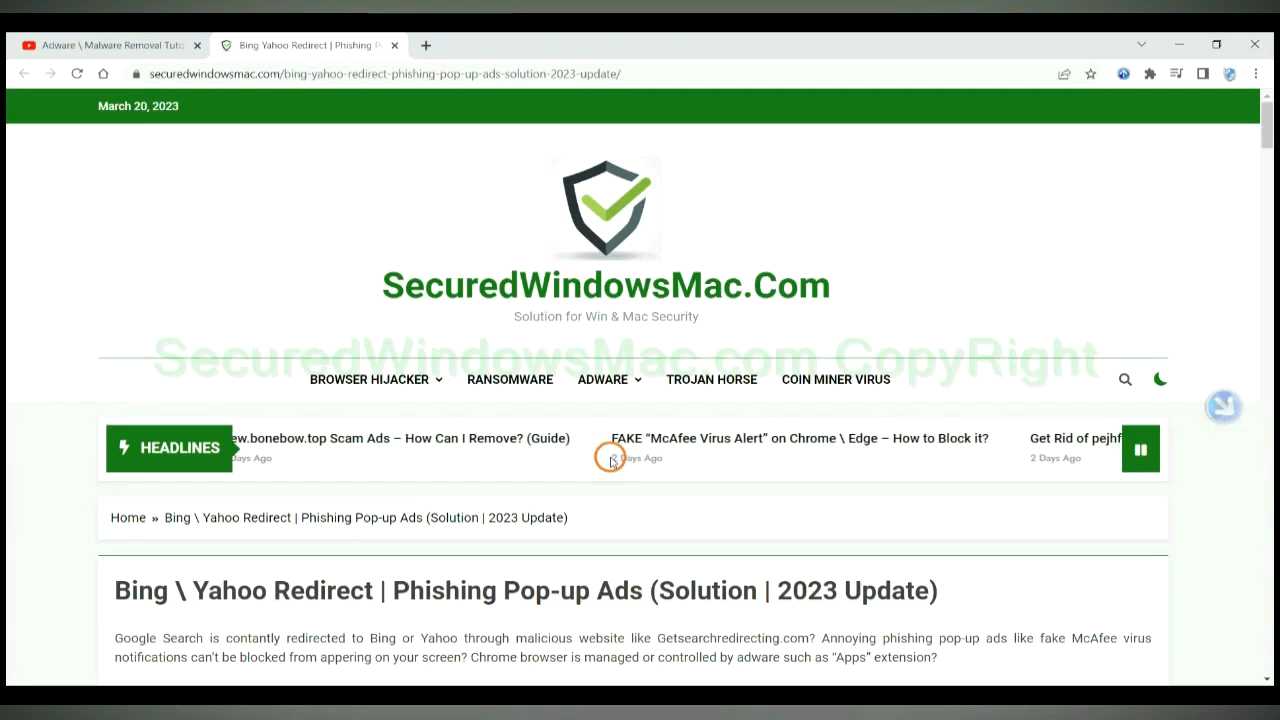 Adware \ Malware Removal Tuto
Bing Yahoo Redirect | Phishing P
securedwindowsmac.com/bing-yahoo-redirect-phishing-pop-up-ads-solution-2023-update/
March 20, 2023
SecuredWindowsMac.Com
Solution for Win & Mac Security
SecuredWindowsMac.com CopyRight
BROWSER HIJACKER RANSOMWARE ADWARE TROJAN HORSE COIN MINER VIRUS
HEADLINES
ew.bonebow.top Scam Ads – How Can I Remove? (Guide)
Days Ago
FAKE “McAfee Virus Alert” on Chrome \ Edge – How to Block it?
2 Days Ago
Get Rid of pejhf
2 Days Ago
Home » Bing \ Yahoo Redirect | Phishing Pop-up Ads (Solution | 2023 Update)
Bing \ Yahoo Redirect | Phishing Pop-up Ads (Solution | 2023 Update)
Google Search is contantly redirected to Bing or Yahoo through malicious website like Getsearchredirecting.com? Annoying phishing pop-up ads like fake McAfee virus
notifications can’t be blocked from appering on your screen? Chrome browser is managed or controlled by adware such as “Apps” extension?